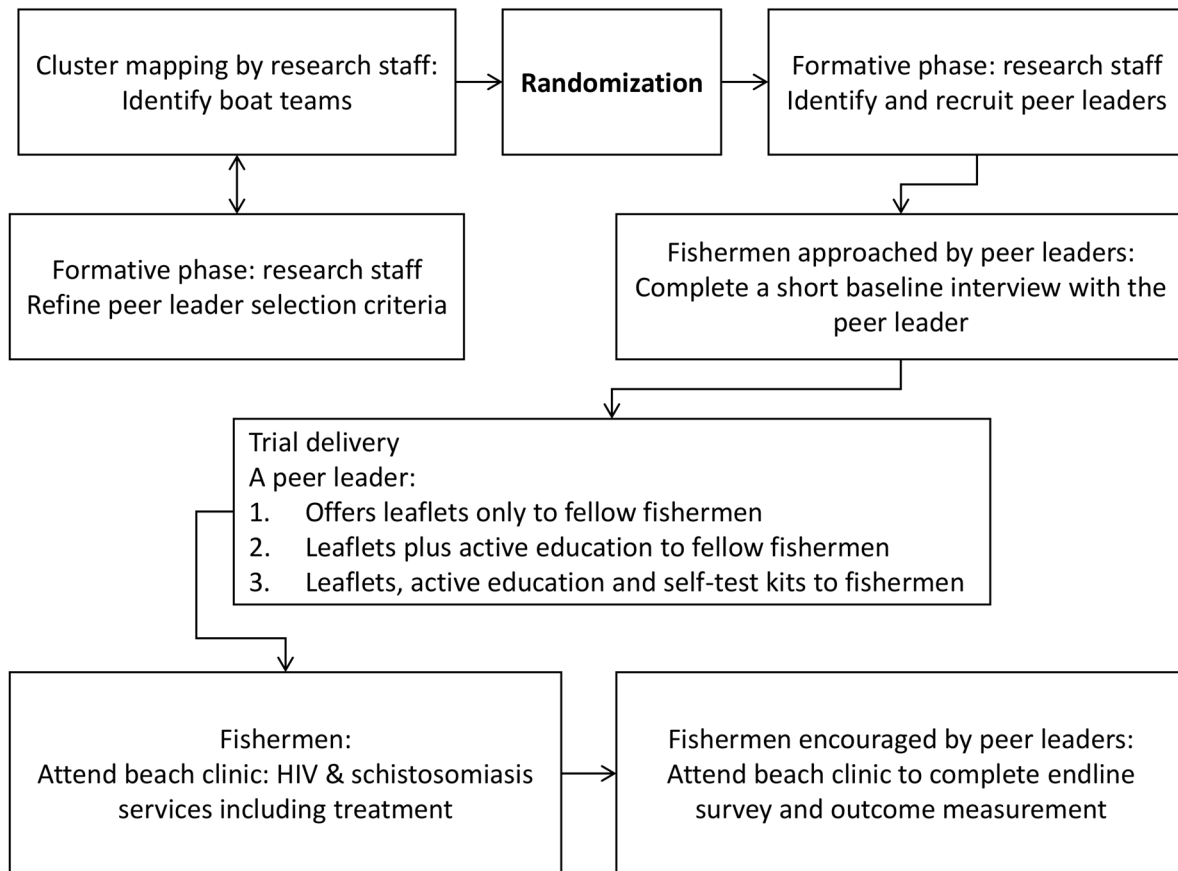 Cluster mapping by research staff:
Identify boat teams
Randomization
Formative phase: research staff
Identify and recruit peer leaders
Formative phase: research staff
Refine peer leader selection criteria
Fishermen approached by peer leaders:
Complete a short baseline interview with the
peer leader
Trial delivery
A peer leader:
1. Offers leaflets only to fellow fishermen
2. Leaflets plus active education to fellow fishermen
3. Leaflets, active education and self-test kits to fishermen
Fishermen:
Attend beach clinic: HIV & schistosomiasis
services including treatment
Fishermen encouraged by peer leaders:
Attend beach clinic to complete endline
survey and outcome measurement